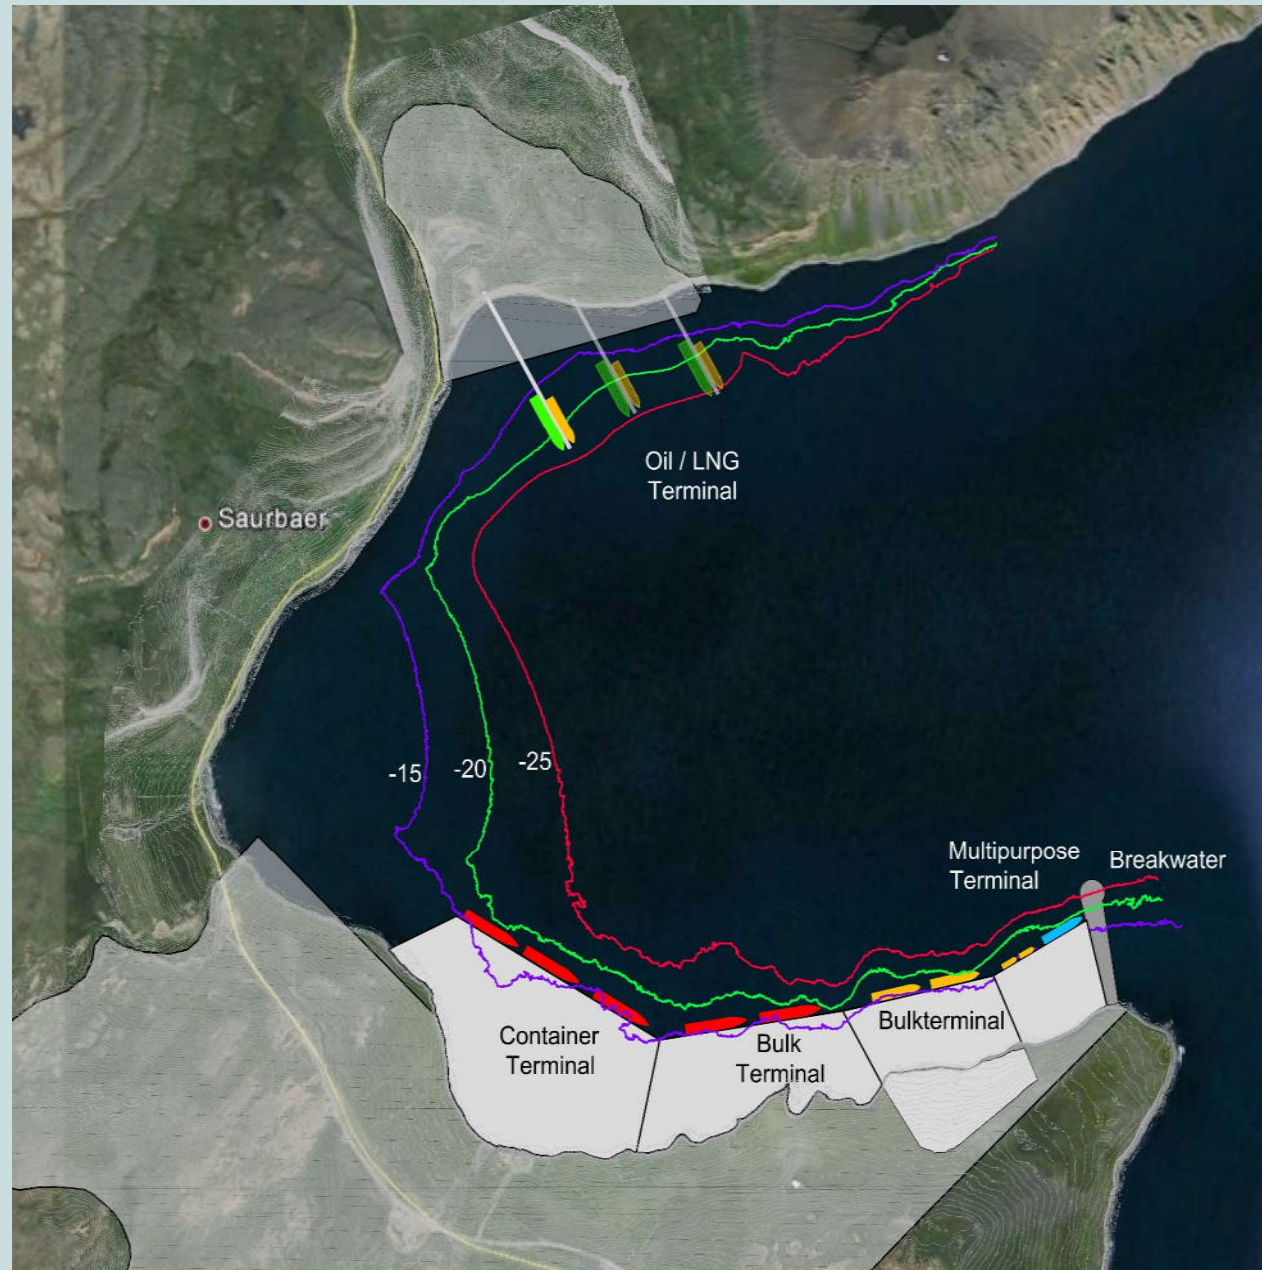 Oil / LNG
Terminal
Saurbaer
-15
-20
-25
Multipurpose
Terminal
Breakwater
Container
Terminal
Bulk
Terminal
Bulkterminal